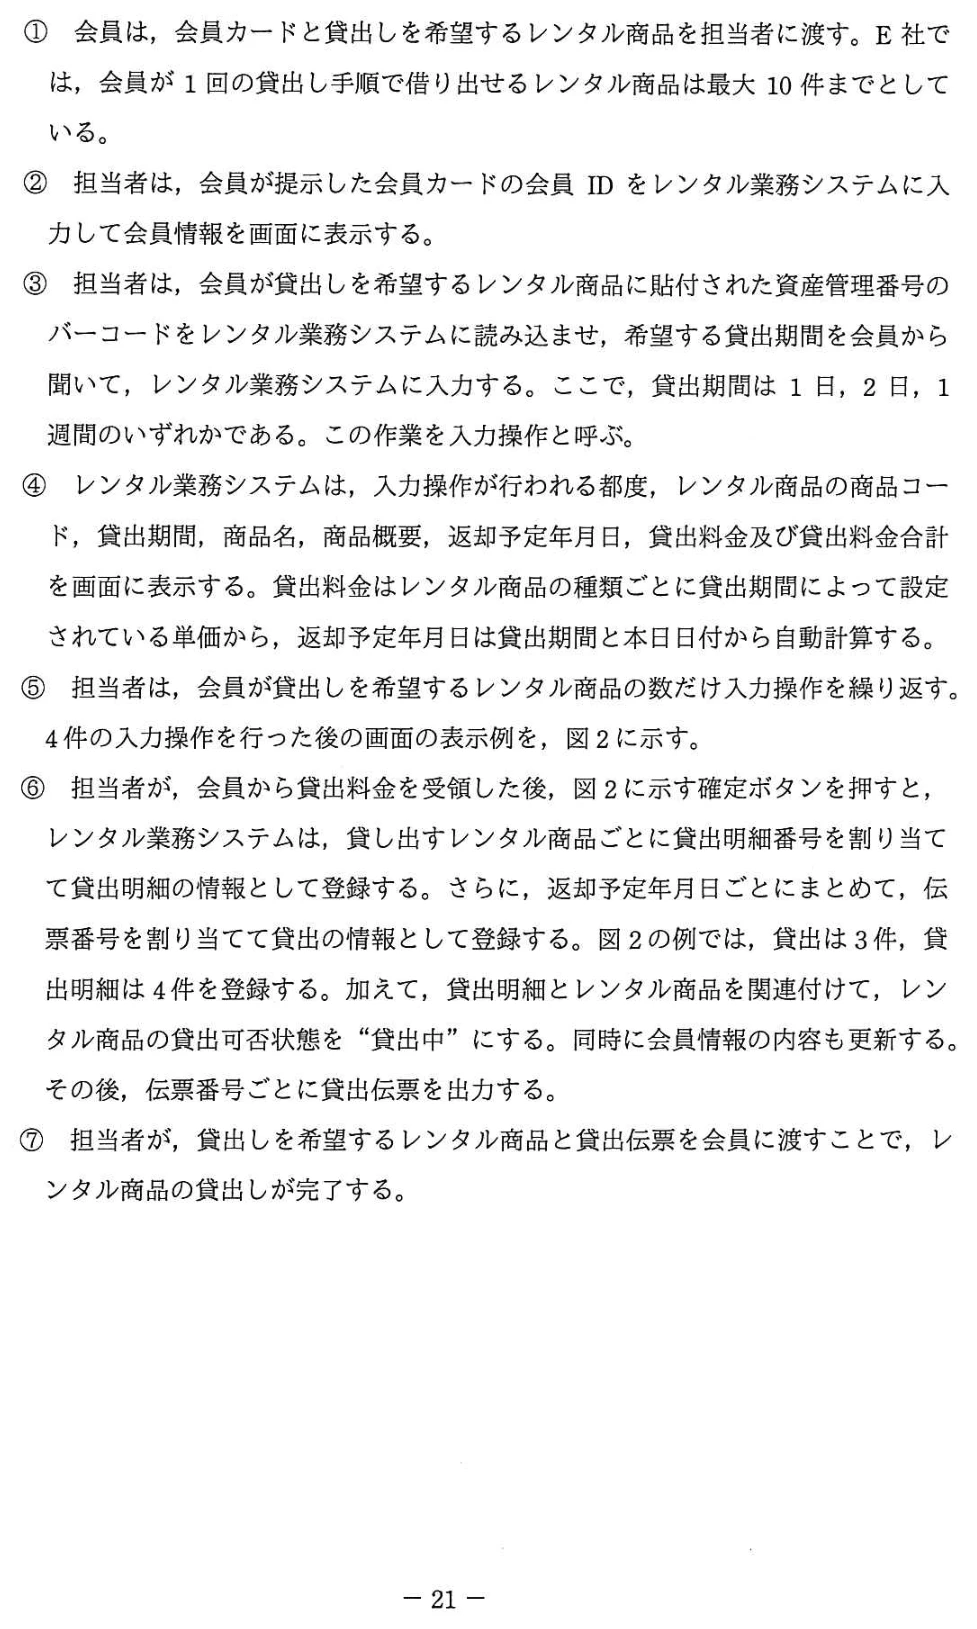 ① 会員は，会員カードと貸出しを希望するレンタル商品を担当者に渡す。E 社で
は，会員が 1 回の貸出し手順で借り出せるレンタル商品は最大 10 件までとして
いる。
② 担当者は，会員が提示した会員カードの会員 ID をレンタル業務システムに入
力して会員情報を画面に表示する。
③ 担当者は，会員が貸出しを希望するレンタル商品に貼付された資産管理番号の
バーコードをレンタル業務システムに読み込ませ，希望する貸出期間を会員から
聞いて，レンタル業務システムに入力する。ここで，貸出期間は 1 日，2 日，1
週間のいずれかである。この作業を入力操作と呼ぶ。
④ レンタル業務システムは，入力操作が行われる都度，レンタル商品の商品コー
ド，貸出期間，商品名，商品概要，返却予定年月日，貸出料金及び貸出料金合計
を画面に表示する。貸出料金はレンタル商品の種類ごとに貸出期間によって設定
されている単価から，返却予定年月日は貸出期間と本日日付から自動計算する。
⑤ 担当者は，会員が貸出しを希望するレンタル商品の数だけ入力操作を繰り返す。
4 件の入力操作を行った後の画面の表示例を，図 2 に示す。
⑥ 担当者が，会員から貸出料金を受領した後，図 2 に示す確定ボタンを押すと，
レンタル業務システムは，貸し出すレンタル商品ごとに貸出明細番号を割り当て
て貸出明細の情報として登録する。さらに，返却予定年月日ごとにまとめて，伝
票番号を割り当てて貸出の情報として登録する。図 2 の例では，貸出は 3 件，貸
出明細は 4 件を登録する。加えて，貸出明細とレンタル商品を関連付けて，レン
タル商品の貸出可否状態を“貸出中”にする。同時に会員情報の内容も更新する。
その後，伝票番号ごとに貸出伝票を出力する。
⑦ 担当者が，貸出しを希望するレンタル商品と貸出伝票を会員に渡すことで，レ
ンタル商品の貸出しが完了する。
－ 21 －